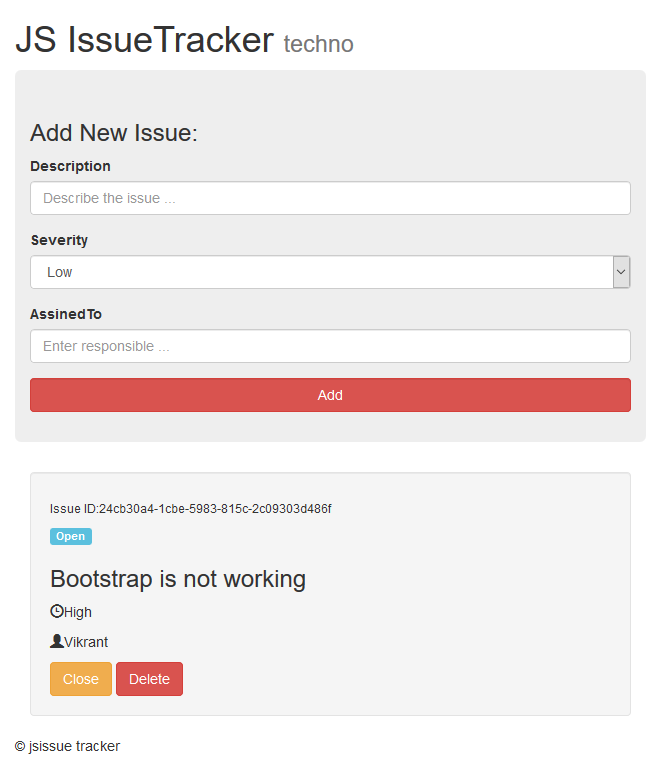 JS IssueTracker techno
Add New Issue:
Description
Describe the issue ...
Severity
Low
AssinedTo
Enter responsible ...
Add
Issue ID:24cb30a4-1cbe-5983-815c-2c09303d486f
Open
Bootstrap is not working
High
Vikrant
Close Delete
© jsissue tracker